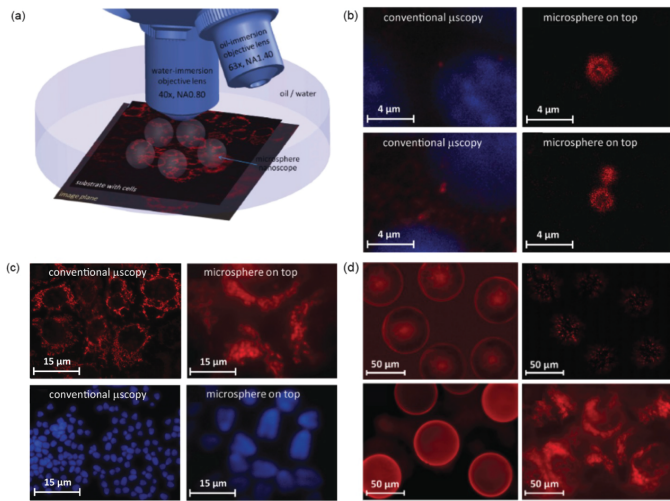 (a)
oil-immersion
objective lens
63x, NA1.40
water-immersion
objective lens
40x, NA0.80
oil / water
microsphere
nanoscope
substrate with cells
image plane
(b)
conventional µscopy
microsphere on top
4 µm
4 µm
conventional µscopy
microsphere on top
4 µm
4 µm
(c)
conventional µscopy
microsphere on top
15 µm
15 µm
conventional µscopy
microsphere on top
15 µm
15 µm
(d)
50 µm
50 µm
50 µm
50 µm